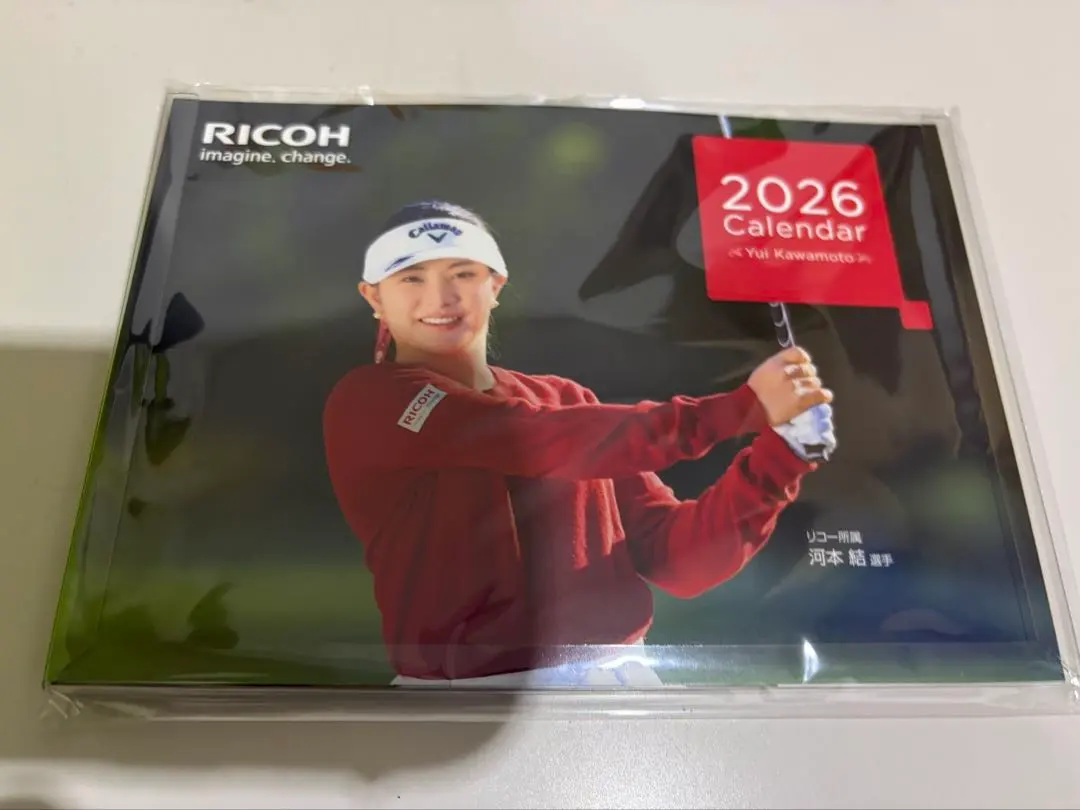 RICOH
imagine. change.
2026
Calendar
Yui Kawamoto
Callaway
RICOH
リコー所属
河本 結 選手